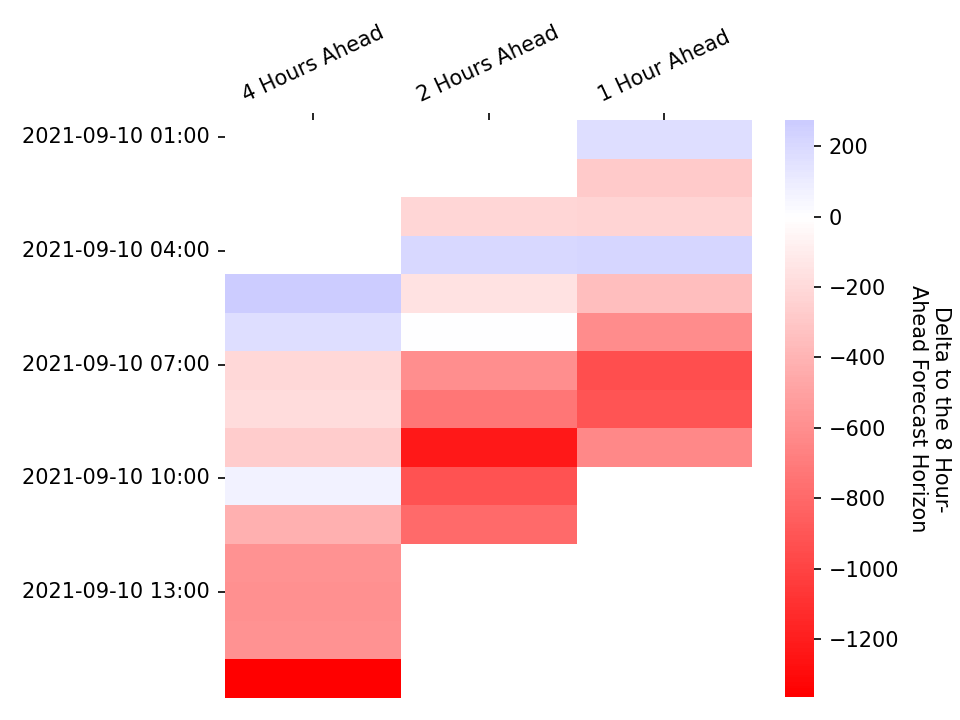 4 Hours Ahead
2 Hours Ahead
1 Hour Ahead
2021-09-10 01:00
2021-09-10 04:00
2021-09-10 07:00
2021-09-10 10:00
2021-09-10 13:00
200
0
−200
−400
−600
−800
−1000
−1200
Delta to the 8 Hour-
Ahead Forecast Horizon